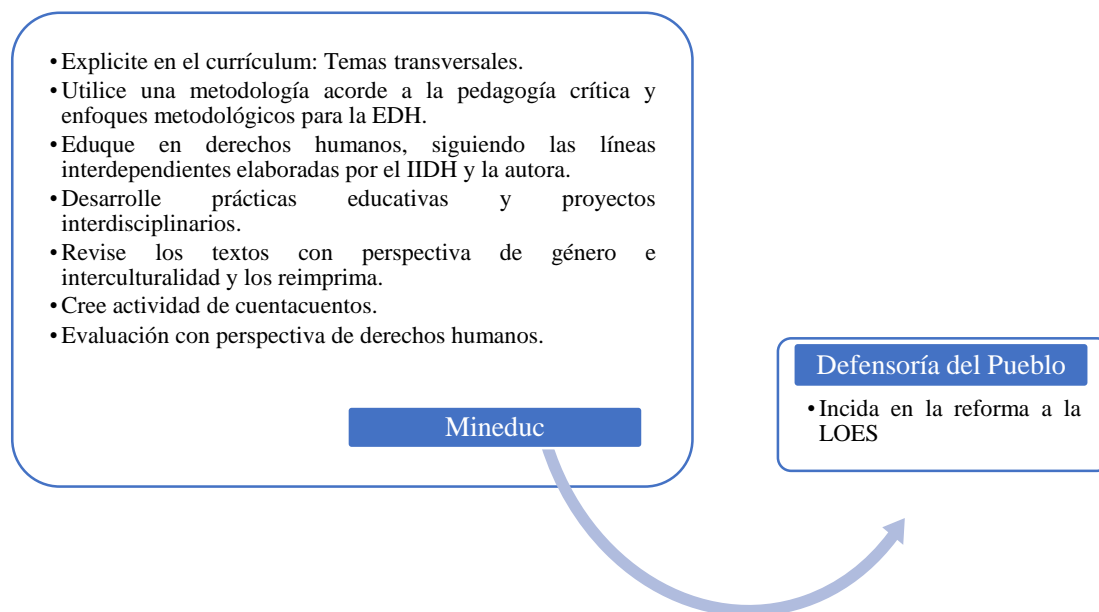 •Explicite en el currículum: Temas transversales.
•Utilice una metodología acorde a la pedagogía crítica y
enfoques metodológicos para la EDH.
•Eduque en derechos humanos, siguiendo las líneas
interdependientes elaboradas por el IIDH y la autora.
•Desarrolle prácticas educativas y proyectos
interdisciplinarios.
•Revise los textos con perspectiva de género e
interculturalidad y los reimprima.
•Cree actividad de cuentacuentos.
•Evaluación con perspectiva de derechos humanos.
Mineduc
Defensoría del Pueblo
•Incida en la reforma a la
LOES